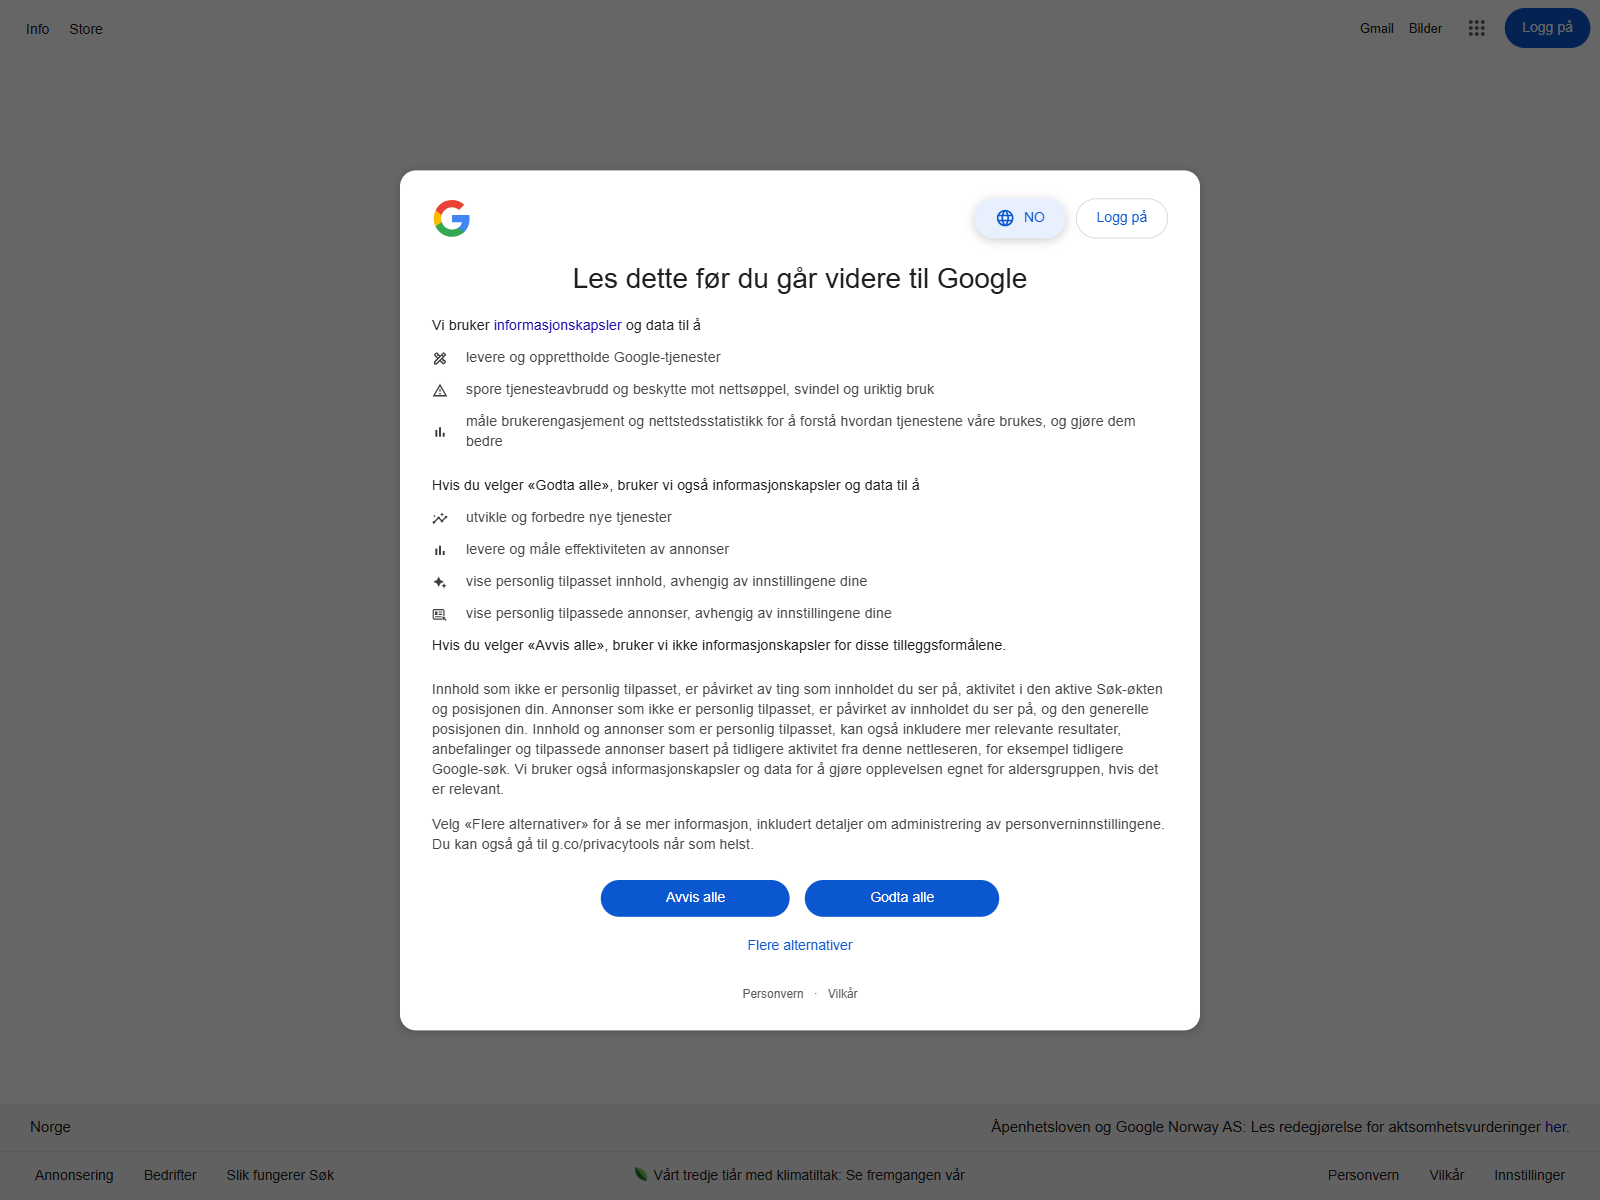 Info Store
Gmail Bilder Logg på
NO Logg på
Les dette før du går videre til Google
Vi bruker informasjonskapsler og data til å
levere og opprettholde Google-tjenester
spore tjenesteavbrudd og beskytte mot nettsøppel, svindel og uriktig bruk
måle brukerengasjement og nettstedsstatistikk for å forstå hvordan tjenestene våre brukes, og gjøre dem
bedre
Hvis du velger «Godta alle», bruker vi også informasjonskapsler og data til å
utvikle og forbedre nye tjenester
levere og måle effektiviteten av annonser
vise personlig tilpasset innhold, avhengig av innstillingene dine
vise personlig tilpassede annonser, avhengig av innstillingene dine
Hvis du velger «Avvis alle», bruker vi ikke informasjonskapsler for disse tilleggsformålene.
Innhold som ikke er personlig tilpasset, er påvirket av ting som innholdet du ser på, aktivitet i den aktive Søk-økten
og posisjonen din. Annonser som ikke er personlig tilpasset, er påvirket av innholdet du ser på, og den generelle
posisjonen din. Innhold og annonser som er personlig tilpasset, kan også inkludere mer relevante resultater,
anbefalinger og tilpassede annonser basert på tidligere aktivitet fra denne nettleseren, for eksempel tidligere
Google-søk. Vi bruker også informasjonskapsler og data for å gjøre opplevelsen egnet for aldersgruppen, hvis det
er relevant.
Velg «Flere alternativer» for å se mer informasjon, inkludert detaljer om administrering av personverninnstillingene.
Du kan også gå til g.co/privacytools når som helst.
Avvis alle Godta alle
Flere alternativer
Personvern · Vilkår
Norge
Åpenhetsloven og Google Norway AS: Les redegjørelse for aktsomhetsvurderinger her.
Annonsering Bedrifter Slik fungerer Søk
Vårt tredje tiår med klimatiltak: Se fremgangen vår
Personvern Vilkår Innstillinger